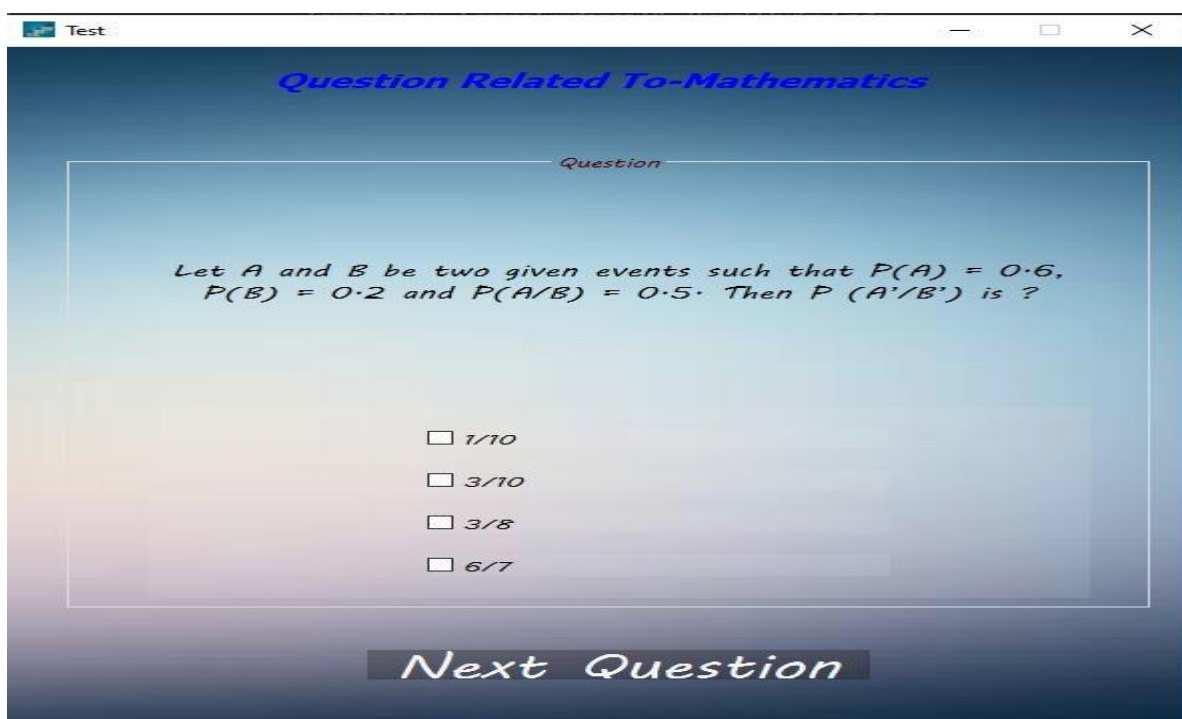 Test
Question Related To-Mathematics
Question
Let A and B be two given events such that P(A) = 0.6,
P(B) = 0.2 and P(A/B) = 0.5. Then P (A'/B') is ?
1/10
3/10
3/8
6/7
Next Question